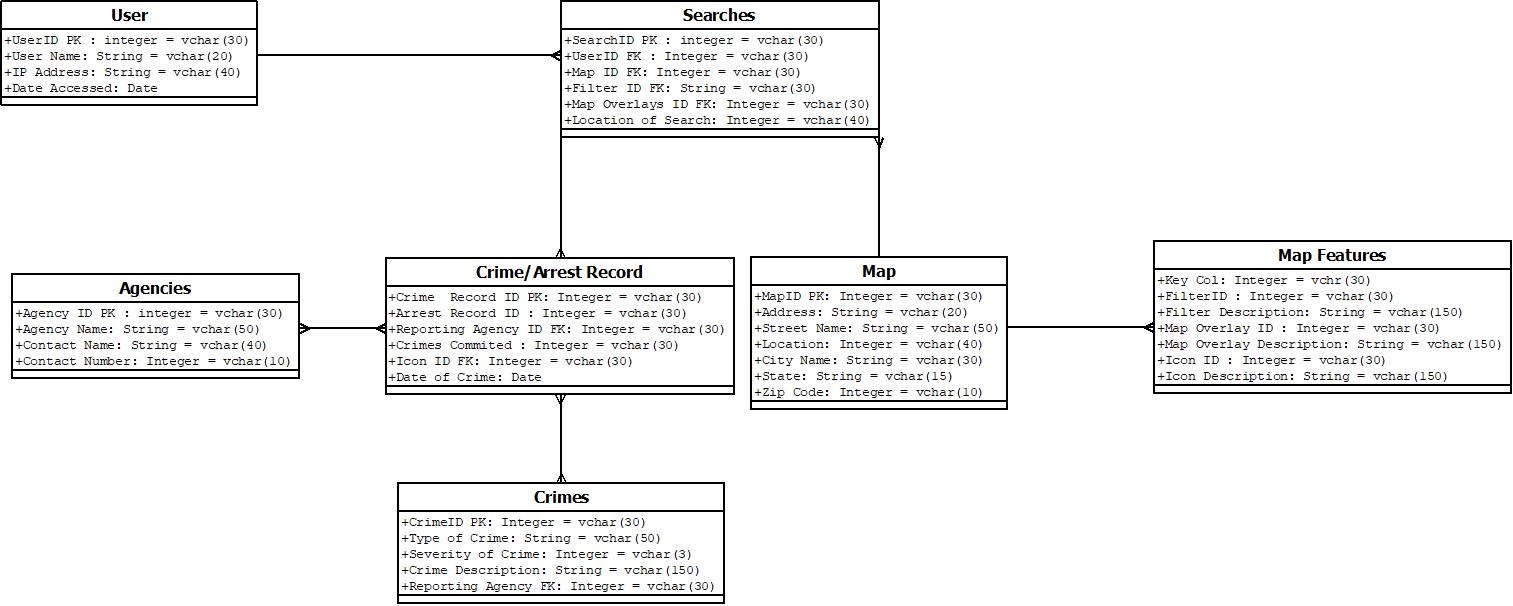 User
+UserID PK : integer = vchar(30)
+User Name: String = vchar(20)
+IP Address: String = vchar(40)
+Date Accessed: Date
Searches
+SearchID PK : integer = vchar(30)
+UserID FK : Integer = vchar(30)
+Map ID FK: Integer = vchar(30)
+Filter ID FK: String = vchar(30)
+Map Overlays ID FK: Integer = vchar(30)
+Location of Search: Integer = vchar(40)
Agencies
+Agency ID PK : integer = vchar(30)
+Agency Name: String = vchar(50)
+Contact Name: String = vchar(40)
+Contact Number: Integer = vchar(10)
Crime/Arrest Record
+Crime  Record ID PK: Integer = vchar(30)
+Arrest Record ID : Integer = vchar(30)
+Reporting Agency ID FK: Integer = vchar(30)
+Crimes Commited : Integer = vchar(30)
+Icon ID FK: Integer = vchar(30)
+Date of Crime: Date
Map
+MapID PK: Integer = vchar(30)
+Address: String = vchar(20)
+Street Name: String = vchar(50)
+Location: Integer = vchar(40)
+City Name: String = vchar(30)
+State: String = vchar(15)
+Zip Code: Integer = vchar(10)
Map Features
+Key Col: Integer = vchr(30)
+FilterID : Integer = vchar(30)
+Filter Description: String = vchar(150)
+Map Overlay ID : Integer = vchar(30)
+Map Overlay Description: String = vchar(150)
+Icon ID : Integer = vchar(30)
+Icon Description: String = vchar(150)
Crimes
+CrimeID PK: Integer = vchar(30)
+Type of Crime: String = vchar(50)
+Severity of Crime: Integer = vchar(3)
+Crime Description: String = vchar(150)
+Reporting Agency FK: Integer = vchar(30)